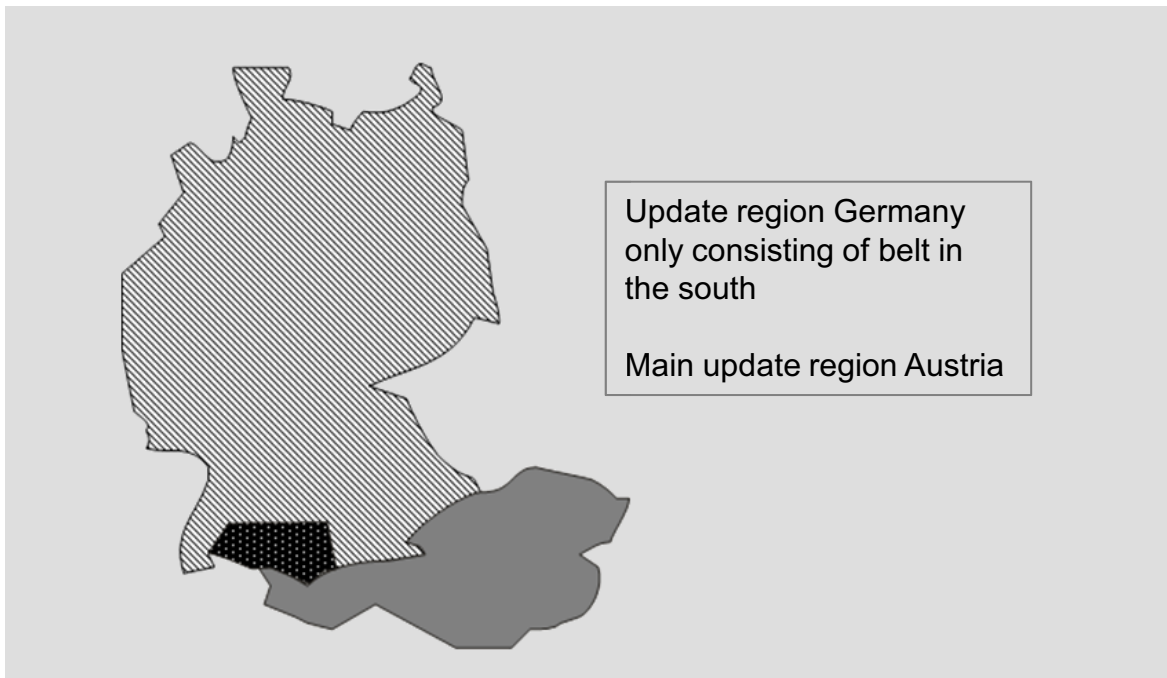 Update region Germany
only consisting of belt in
the south
Main update region Austria